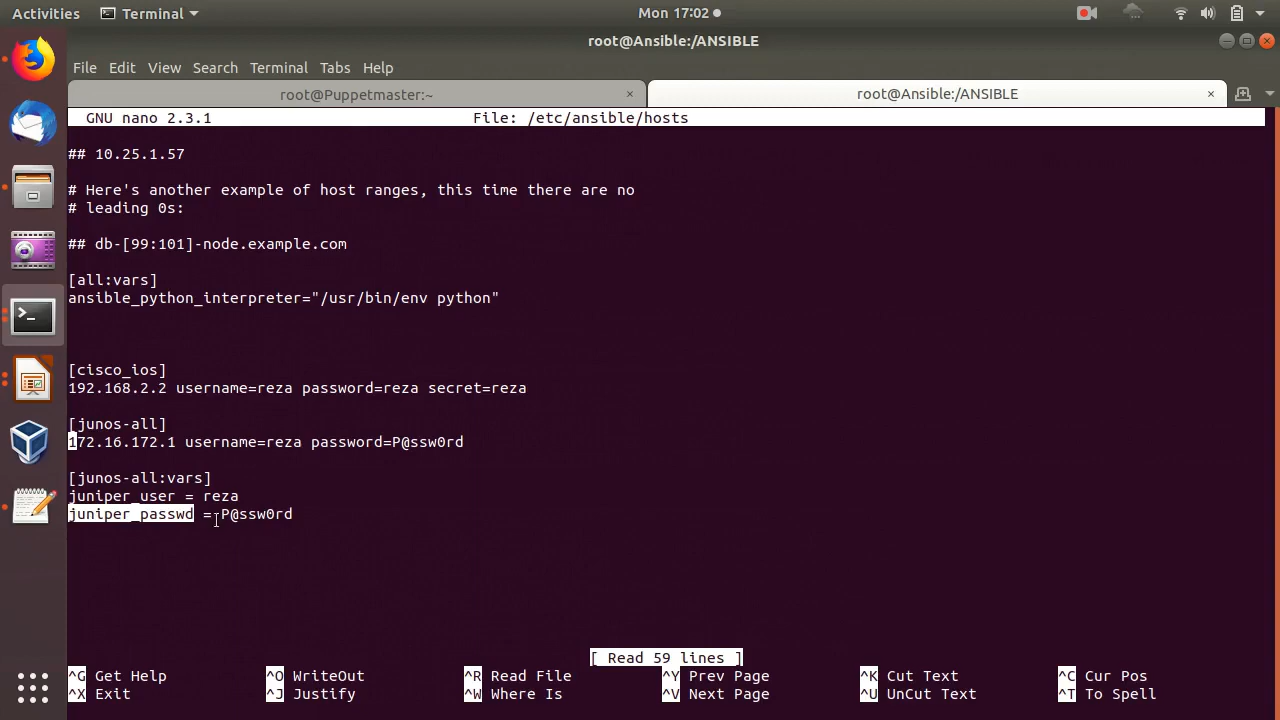 Activities Terminal Mon 17:02
root@Ansible:/ANSIBLE
File Edit View Search Terminal Tabs Help
root@Puppetmaster:~ × root@Ansible:/ANSIBLE ×
GNU nano 2.3.1 File: /etc/ansible/hosts
## 10.25.1.57
# Here's another example of host ranges, this time there are no
# leading 0s:
## db-[99:101]-node.example.com
[all:vars]
ansible_python_interpreter="/usr/bin/env python"
[cisco_ios]
192.168.2.2 username=reza password=reza secret=reza
[junos-all]
172.16.172.1 username=reza password=P@ssw0rd
[junos-all:vars]
juniper_user = reza
juniper_passwd = P@ssw0rd
[ Read 59 lines ]
^G Get Help ^O WriteOut ^R Read File ^Y Prev Page ^K Cut Text ^C Cur Pos
^X Exit ^J Justify ^W Where Is ^V Next Page ^U UnCut Text ^T To Spell